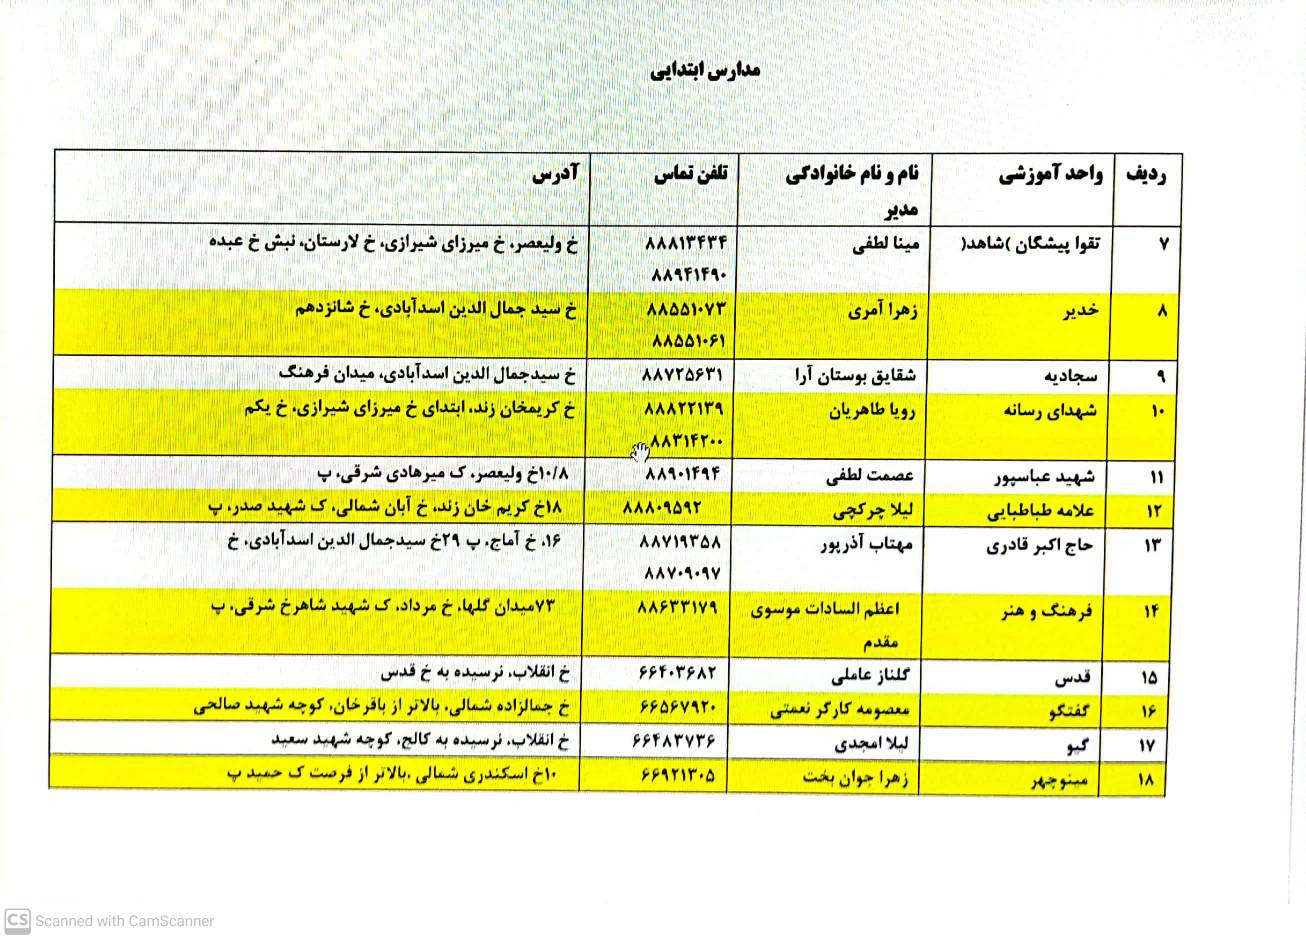 مدارس ابتدایی
ردیف واحد آموزشی نام و نام خانوادگی تلفن تماس آدرس
مدیر
۷ تقوا پیشگان )شاهد( مینا لطفی ۸۸۸۱۳۴۳۴ خ ولیعصر، خ میرزای شیرازی، خ لارستان، نبش خ عبده
۸۸۹۴۱۴۹۰
۸ خدیر زهرا آمری ۸۸۵۵۱۰۷۳ خ سید جمال الدین اسدآبادی، خ شانزدهم
۸۸۵۵۱۰۶۱
۹ سجادیه شقایق بوستان آرا ۸۸۷۲۵۶۳۱ خ سیدجمال الدین اسدآبادی، میدان فرهنگ
۱۰ شهدای رسانه رویا طاهریان ۸۸۸۲۲۱۳۹ خ کریمخان زند، ابتدای خ میرزای شیرازی، خ یکم
۸۸۳۱۴۲۰۰
۱۱ شهید عباسپور عصمت لطفی ۸۸۹۰۱۴۹۴ ۱۰/۸خ ولیعصر، ک میرهادی شرقی، پ
۱۲ علامه طباطبایی لیلا چرکچی ۸۸۸۰۹۵۹۲ ۱۸خ کریم خان زند، خ آبان شمالی، ک شهید صدر، پ
۱۳ حاج اکبر قادری مهتاب آذرپور ۸۸۷۱۹۳۵۸ ۱۶، خ آماج، پ ۲۹خ سیدجمال الدین اسدآبادی، خ
۸۸۷۰۹۰۹۷
۱۴ فرهنگ و هنر اعظم السادات موسوی ۸۸۶۳۳۱۷۹ ۷۳میدان گلها، خ مرداد، ک شهید شاهرخ شرقی، پ
مقدم
۱۵ قدس گلناز عاملی ۶۶۴۰۳۶۸۲ خ انقلاب، نرسیده به خ قدس
۱۶ گفتگو معصومه کارگر نعمتی ۶۶۵۶۷۹۲۰ خ جمالزاده شمالی، بالاتر از باقرخان، کوچه شهید صالحی
۱۷ گیو لیلا امجدی ۶۶۴۸۳۷۳۶ خ انقلاب، نرسیده به کالج، کوچه شهید سعید
۱۸ مینوچهر زهرا جوان بخت ۶۶۹۲۱۳۰۵ ۱۰خ اسکندری شمالی ،بالاتر از فرصت ک حمید پ
CS Scanned with CamScanner